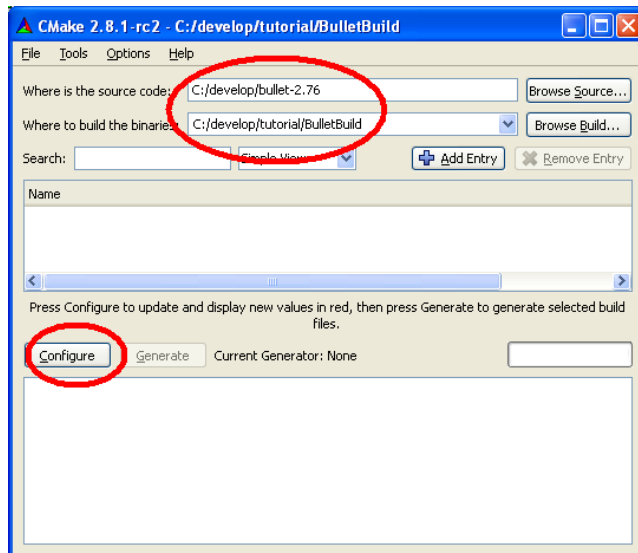 CMake 2.8.1-rc2 - C:/develop/tutorial/BulletBuild
File Tools Options Help
Where is the source code: C:/develop/bullet-2.76 Browse Source...
Where to build the binaries: C:/develop/tutorial/BulletBuild Browse Build...
Search: Simple View Add Entry Remove Entry
Name
Press Configure to update and display new values in red, then press Generate to generate selected build
files.
Configure Generate Current Generator: None